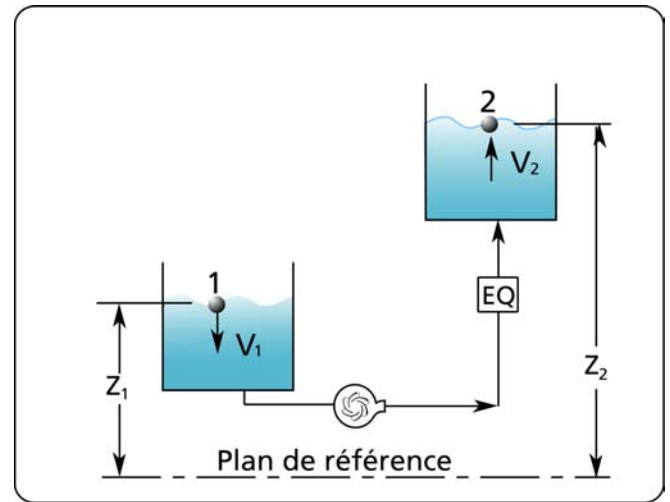 2
V₂
1
EQ
V₁
Z₁
Z₂
Plan de référence